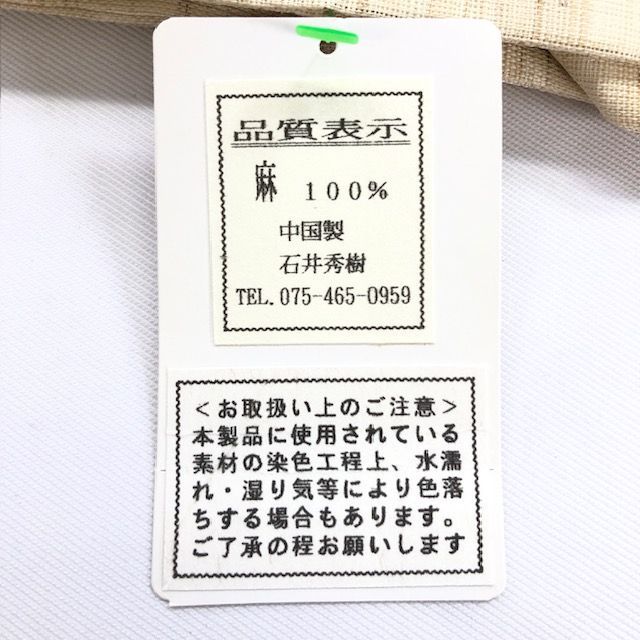 品質表示
麻 100%
中国製
石井秀樹
TEL. 075-465-0959
<お取扱い上のご注意>
本製品に使用されている
素材の染色工程上、水濡
れ・湿り気等により色落
ちする場合もあります。
ご了承の程お願いします